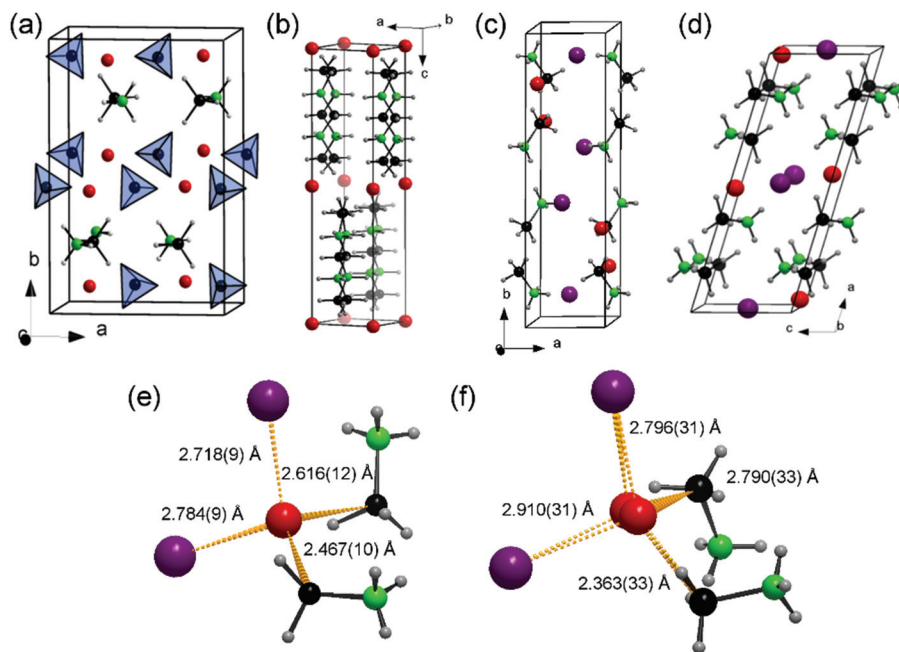 (a)
(b)
(c)
(d)
a
b
c
b
c
a
b
c
a
a
c
b
(e)
(f)
2.718(9) Å
2.616(12) Å
2.784(9) Å
2.467(10) Å
2.796(31) Å
2.790(33) Å
2.910(31) Å
2.363(33) Å